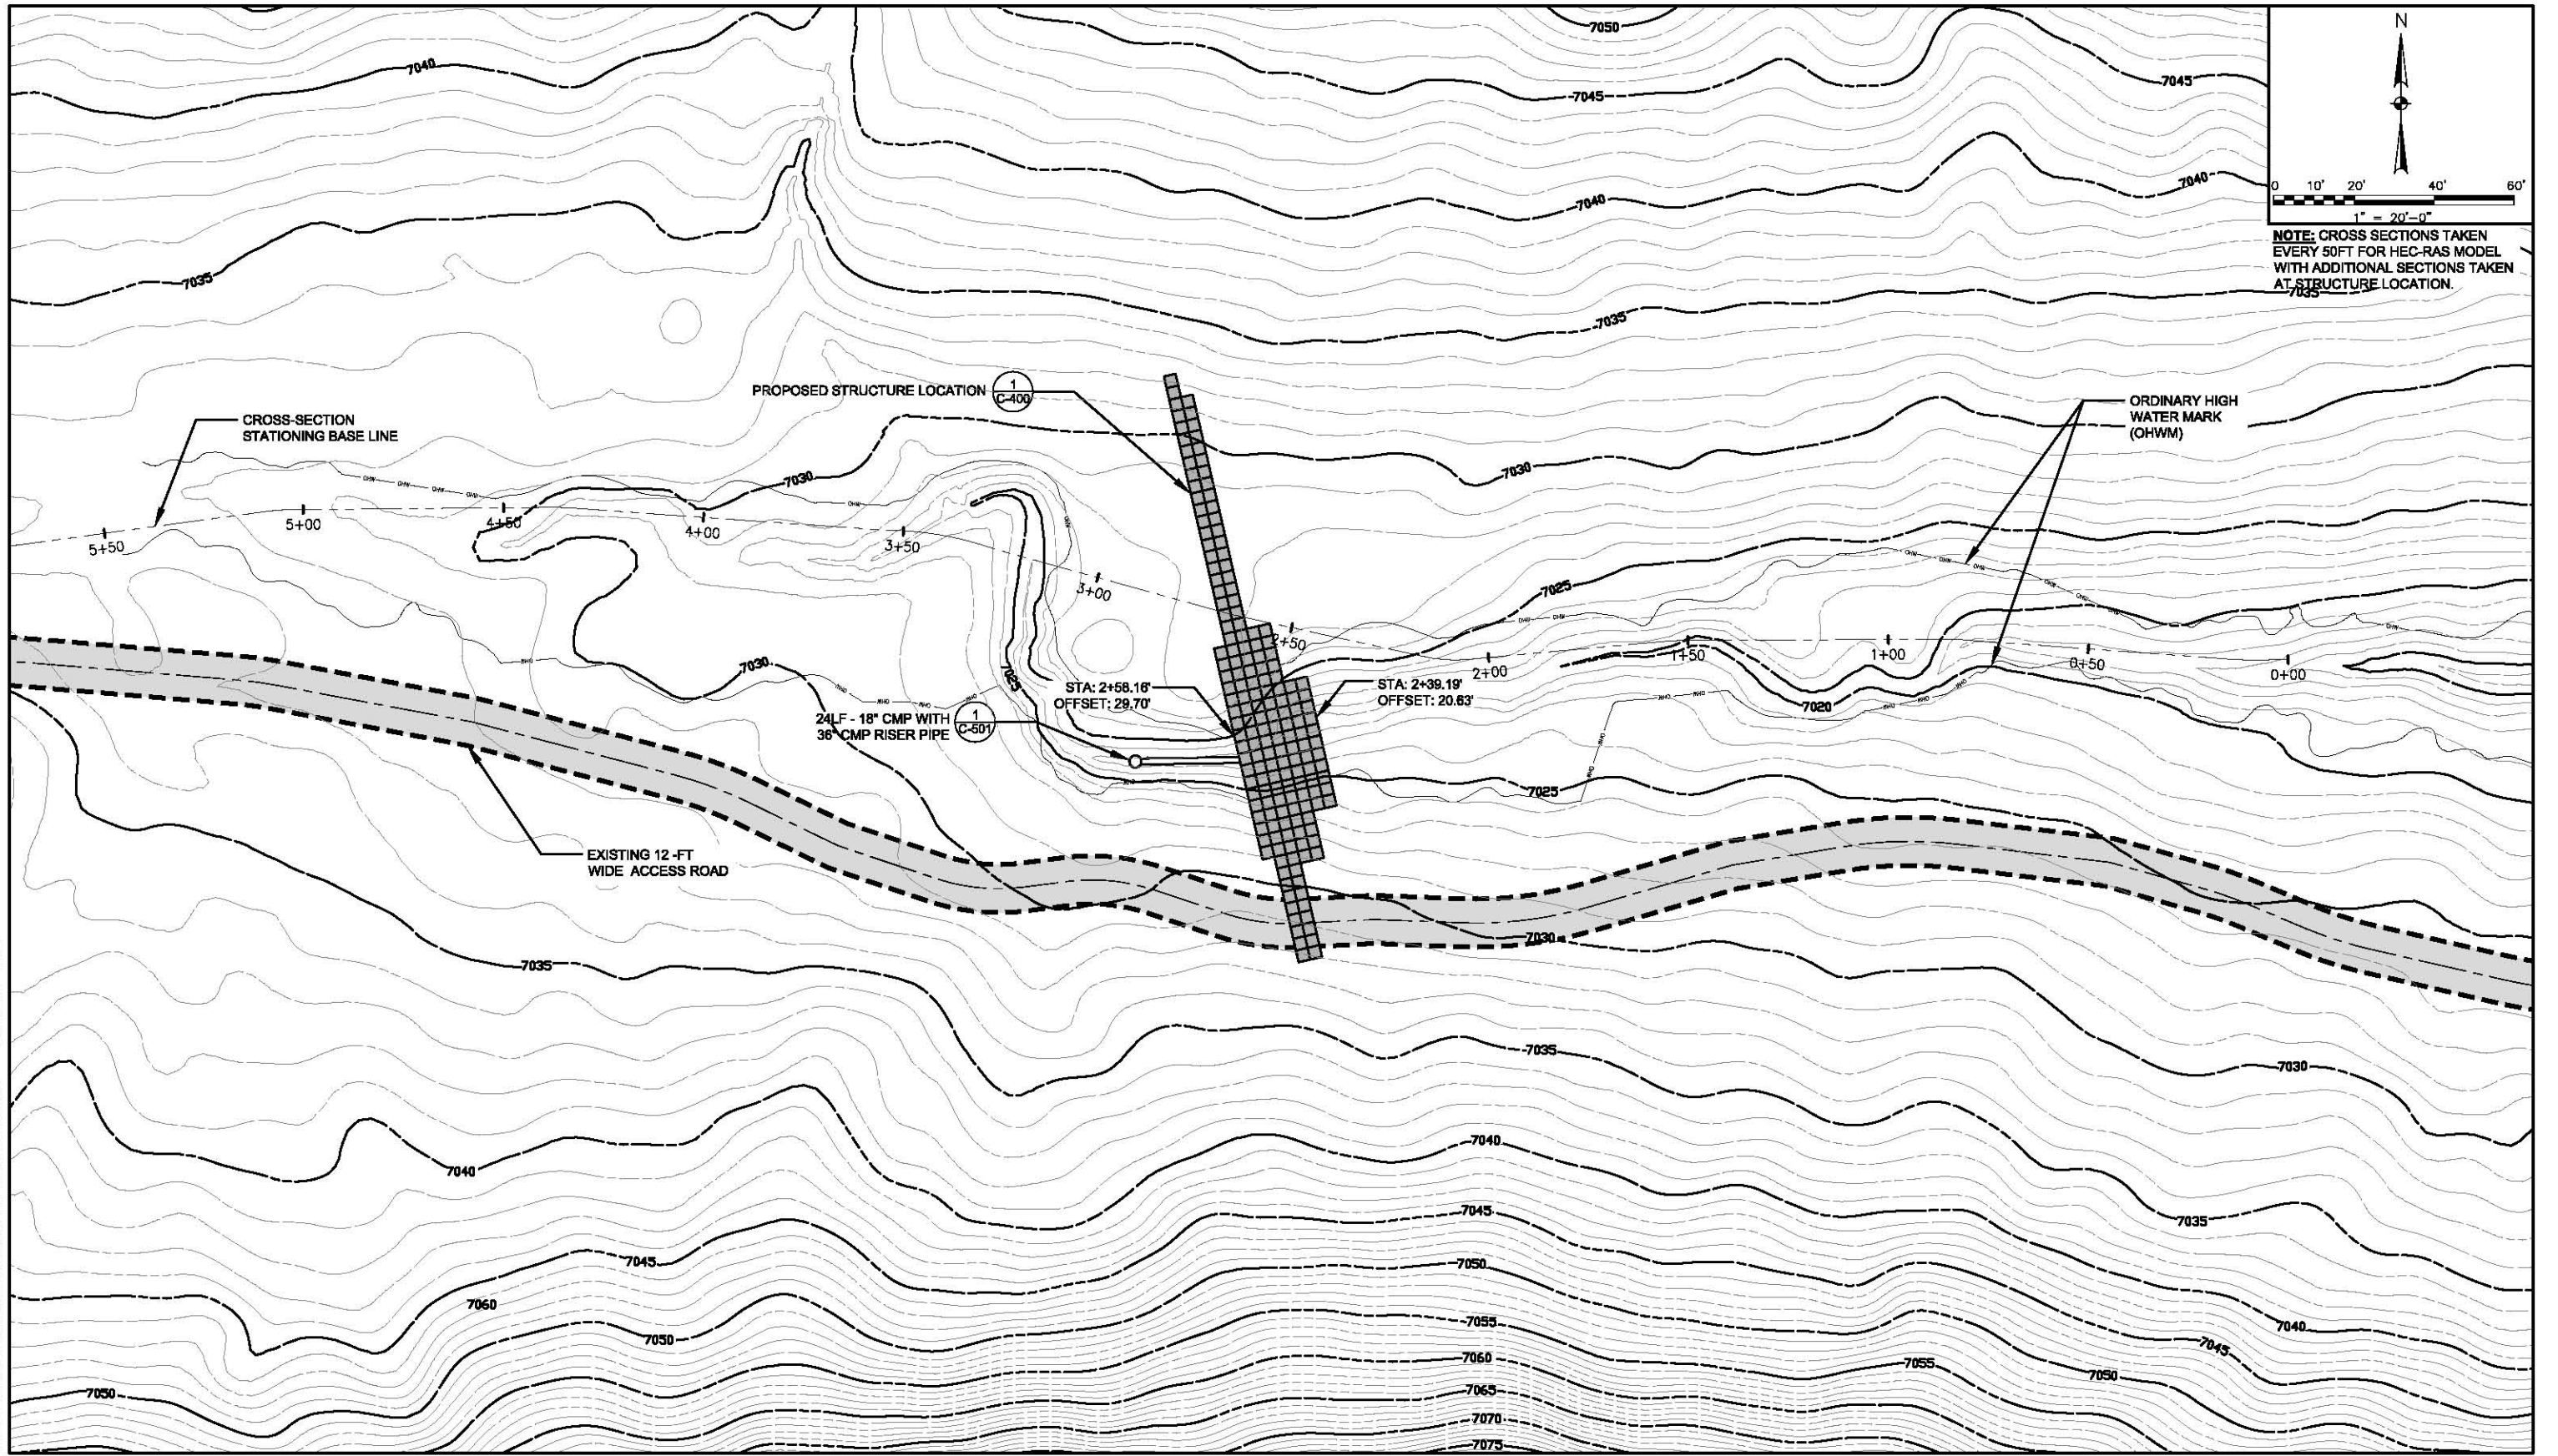 7050
N
7040
7045
7045
7040
7040
0 10' 20' 40' 60'
1" = 20'-0"
NOTE: CROSS SECTIONS TAKEN
EVERY 50FT FOR HEC-RAS MODEL
WITH ADDITIONAL SECTIONS TAKEN
AT STRUCTURE LOCATION.
7035
7035
7035
PROPOSED STRUCTURE LOCATION
1
C-400
CROSS-SECTION
STATIONING BASE LINE
ORDINARY HIGH
WATER MARK
(OHWM)
7030
7030
5+50
5+00
4+50
4+00
3+50
3+00
2+50
2+00
1+50
1+00
0+50
0+00
7025
7030
7025
STA: 2+58.16'
OFFSET: 29.70'
STA: 2+39.19'
OFFSET: 20.63'
24LF - 18" CMP WITH
36" CMP RISER PIPE
1
C-501
7020
7025
EXISTING 12 -FT
WIDE ACCESS ROAD
7030
7035
7035
7030
7040
7040
7045
7035
7045
7050
7060
7050
7055
7040
7045
7060
7055
7050
7050
7065
7070
7075